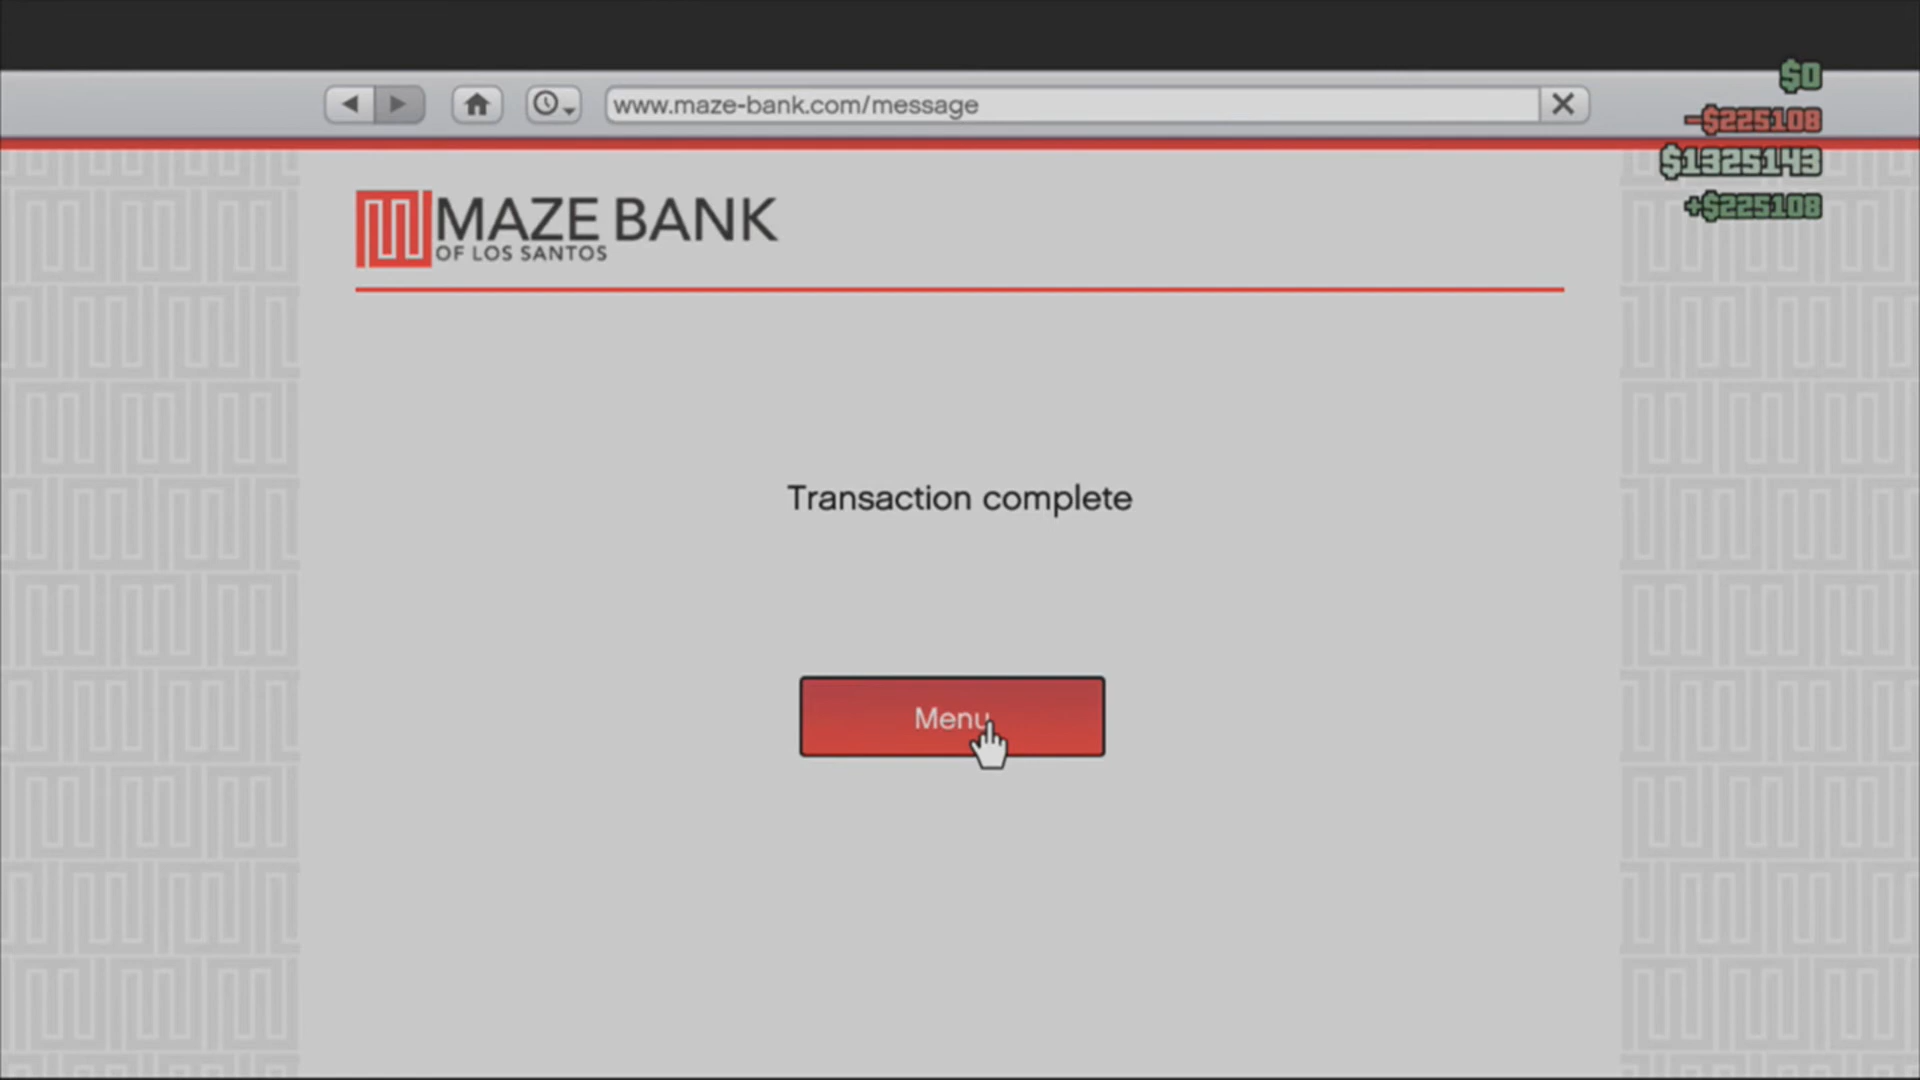 www.maze-bank.com/message
$0
-$225108
$1325143
+$225108
MAZE BANK
OF LOS SANTOS
Transaction complete
Menu